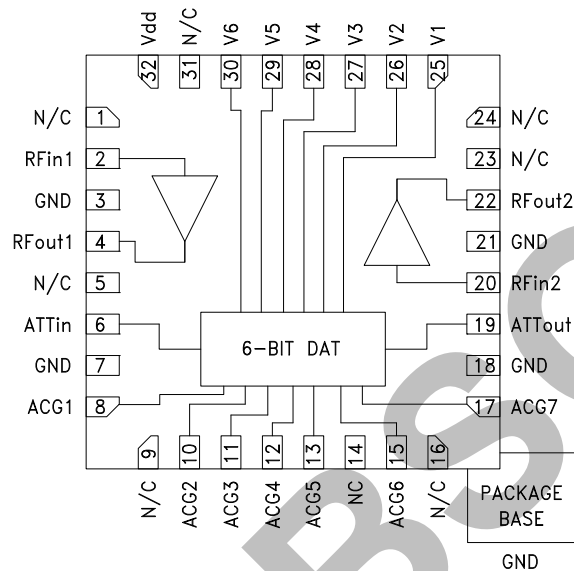 Vdd
N/C
V6
V5
V4
V3
V2
V1
32
31
30
29
28
27
26
25
N/C 1
24 N/C
RFin1 2
23 N/C
GND 3
22 RFout2
RFout1 4
21 GND
N/C 5
20 RFin2
ATTin 6
19 ATTout
6-BIT DAT
GND 7
18 GND
ACG1 8
17 ACG7
9
10
11
12
13
14
15
16
N/C
ACG2
ACG3
ACG4
ACG5
NC
ACG6
N/C
PACKAGE
BASE
GND